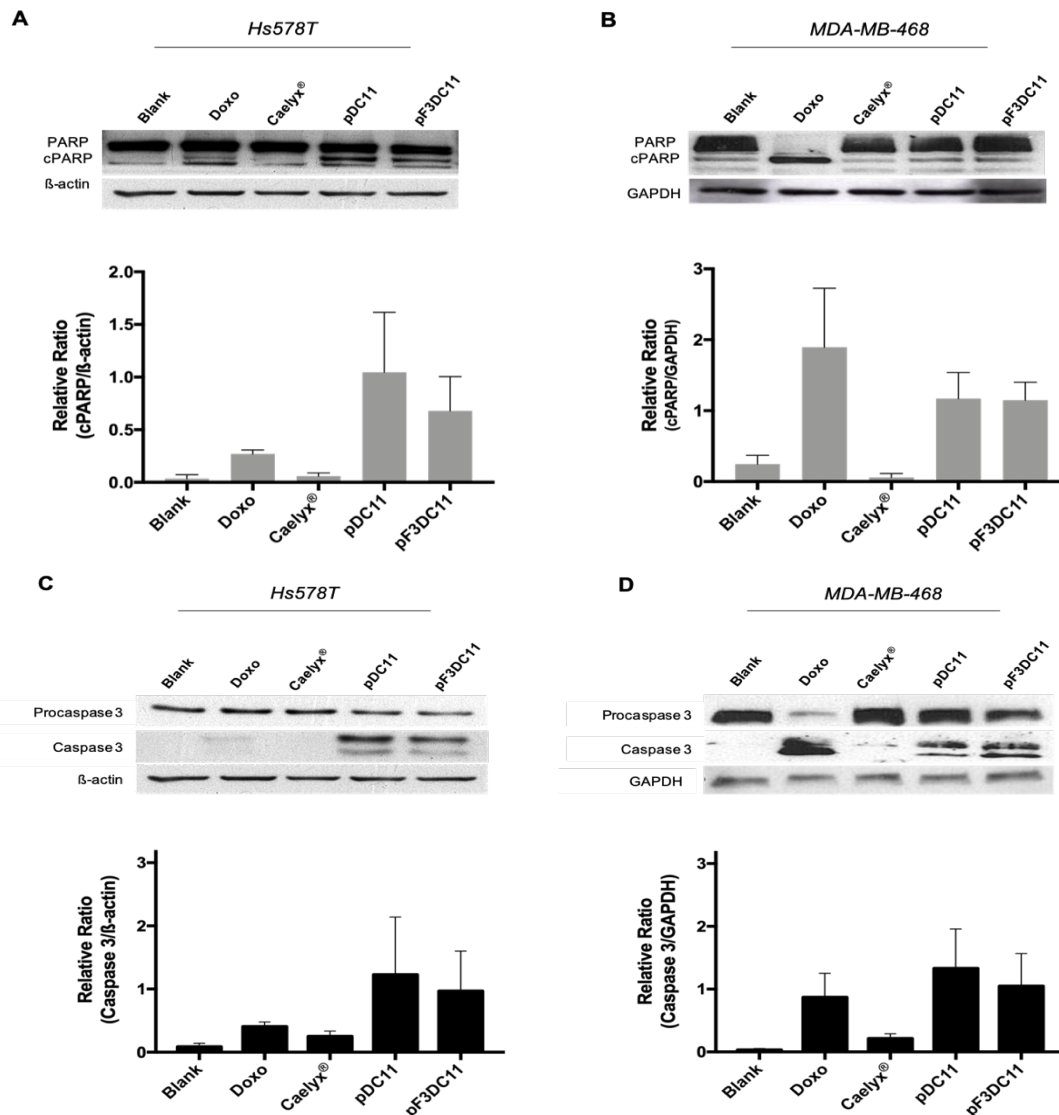 A
Hs578T
Blank
Doxo
Caelyx®
pDC11
pF3DC11
PARP
cPARP
ß-actin
2.0
1.5
1.0
0.5
0.0
Relative Ratio
(cPARP/ß-actin)
Blank
Doxo
Caelyx®
pDC11
pF3DC11
B
MDA-MB-468
Blank
Doxo
Caelyx®
pDC11
pF3DC11
PARP
cPARP
GAPDH
3
2
1
0
Relative Ratio
(cPARP/GAPDH)
Blank
Doxo
Caelyx®
pDC11
pF3DC11
C
Hs578T
Blank
Doxo
Caelyx®
pDC11
pF3DC11
Procaspase 3
Caspase 3
ß-actin
3
2
1
0
Relative Ratio
(Caspase 3/ß-actin)
Blank
Doxo
Caelyx®
pDC11
pF3DC11
D
MDA-MB-468
Blank
Doxo
Caelyx®
pDC11
pF3DC11
Procaspase 3
Caspase 3
GAPDH
3
2
1
0
Relative Ratio
(Caspase 3/GAPDH)
Blank
Doxo
Caelyx®
pDC11
pF3DC11